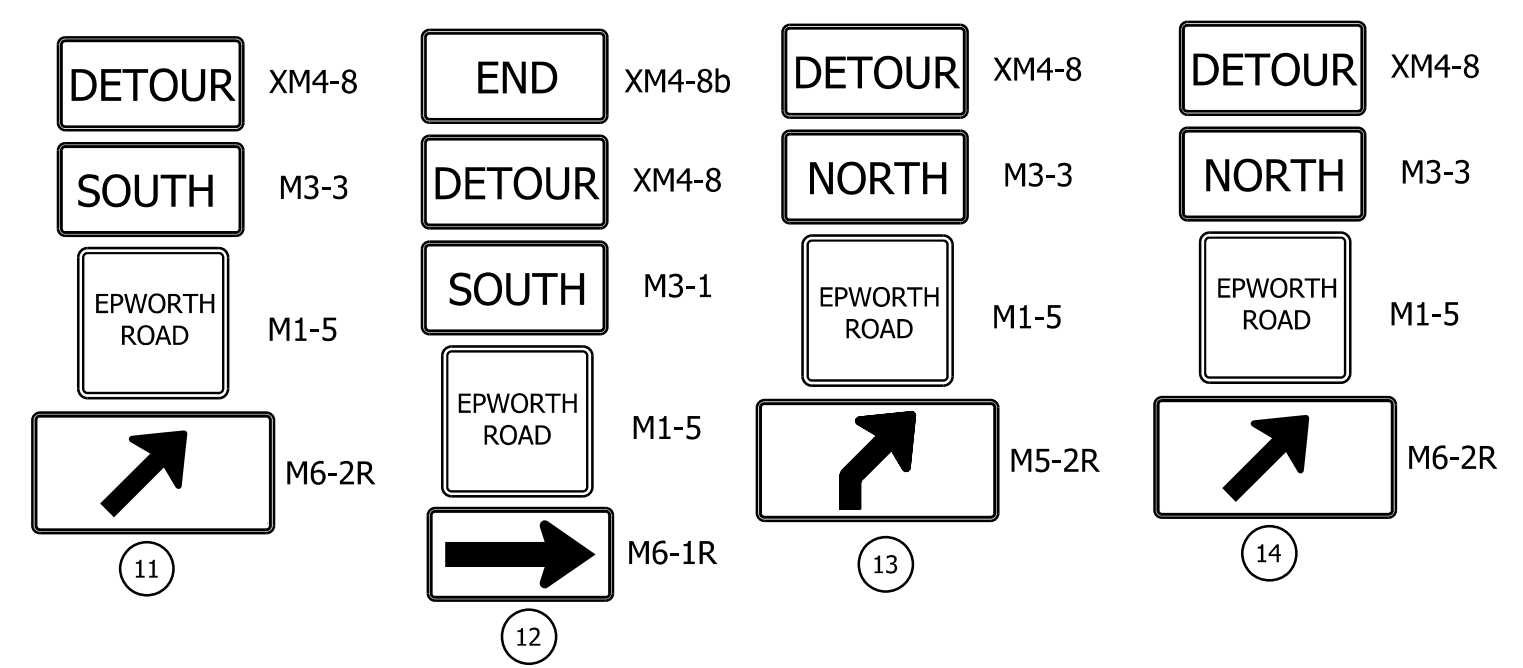 DETOUR XM4-8
SOUTH M3-3
EPWORTH
ROAD M1-5
M6-2R
11
END XM4-8b
DETOUR XM4-8
SOUTH M3-1
EPWORTH
ROAD M1-5
M6-1R
12
DETOUR XM4-8
NORTH M3-3
EPWORTH
ROAD M1-5
M5-2R
13
DETOUR XM4-8
NORTH M3-3
EPWORTH
ROAD M1-5
M6-2R
14